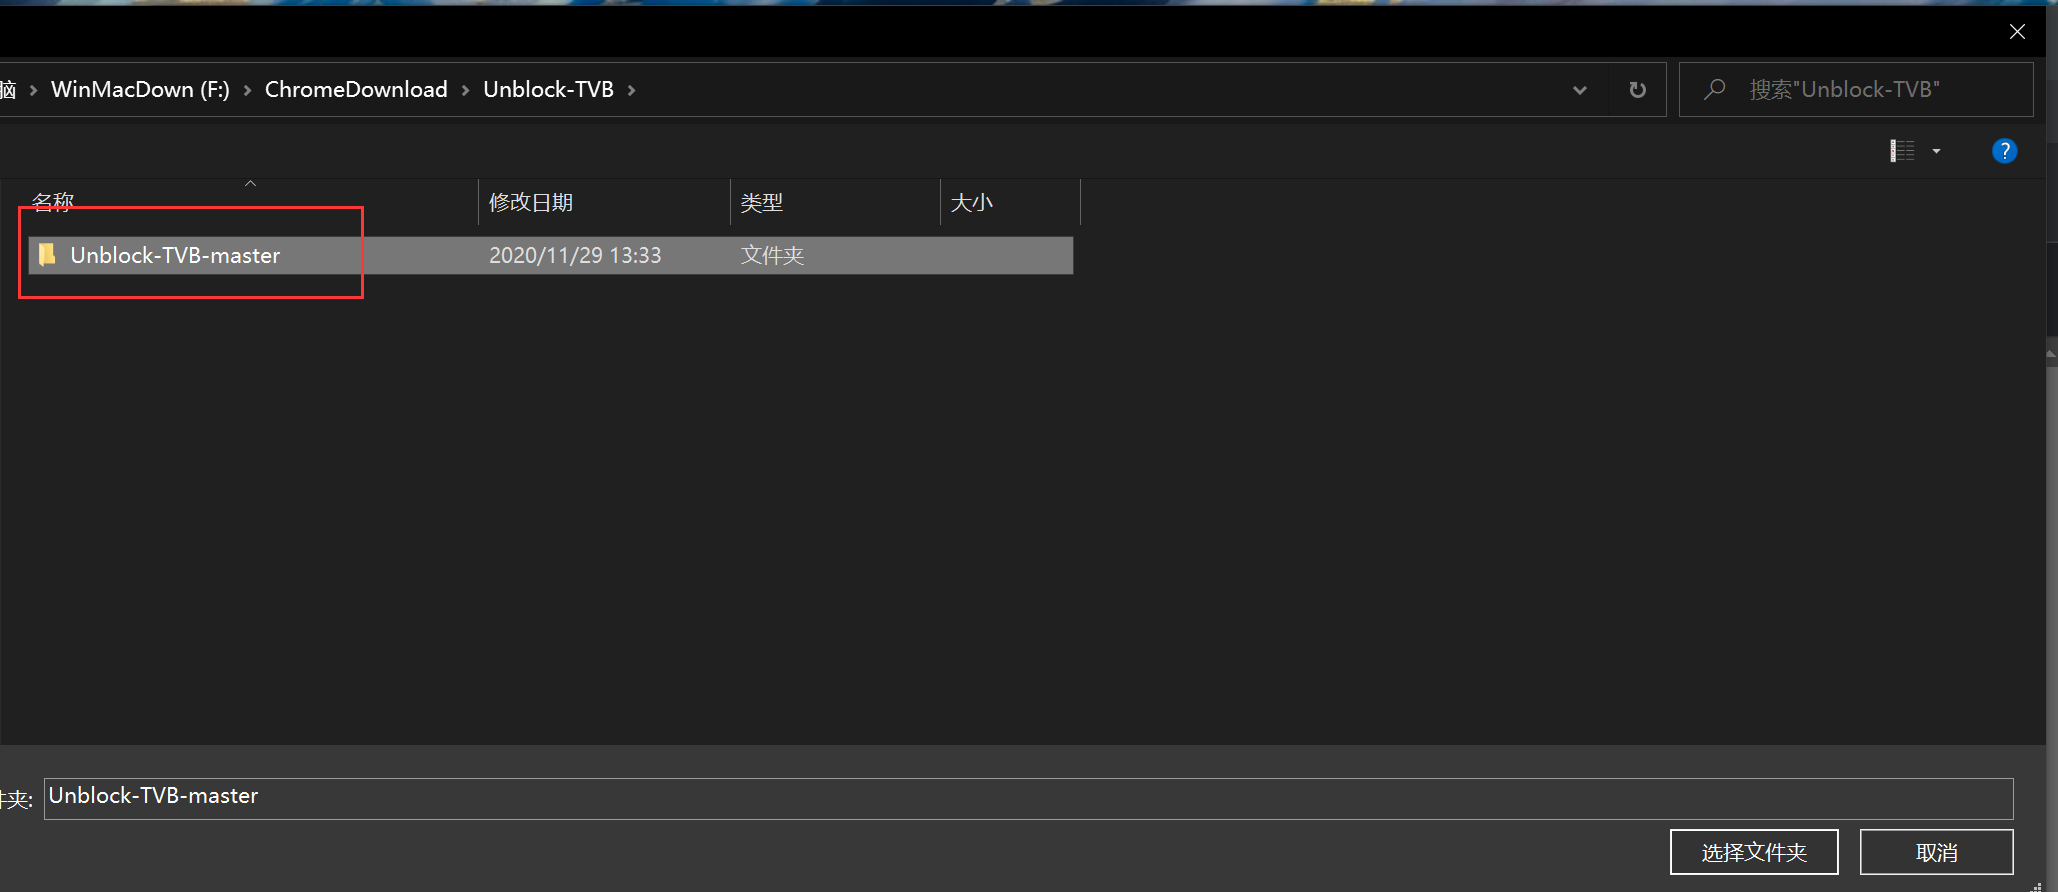 脑 > WinMacDown (F:) > ChromeDownload > Unblock-TVB >
搜索"Unblock-TVB"
?
名称 修改日期 类型 大小
Unblock-TVB-master 2020/11/29 13:33 文件夹
件夹: Unblock-TVB-master
选择文件夹 取消